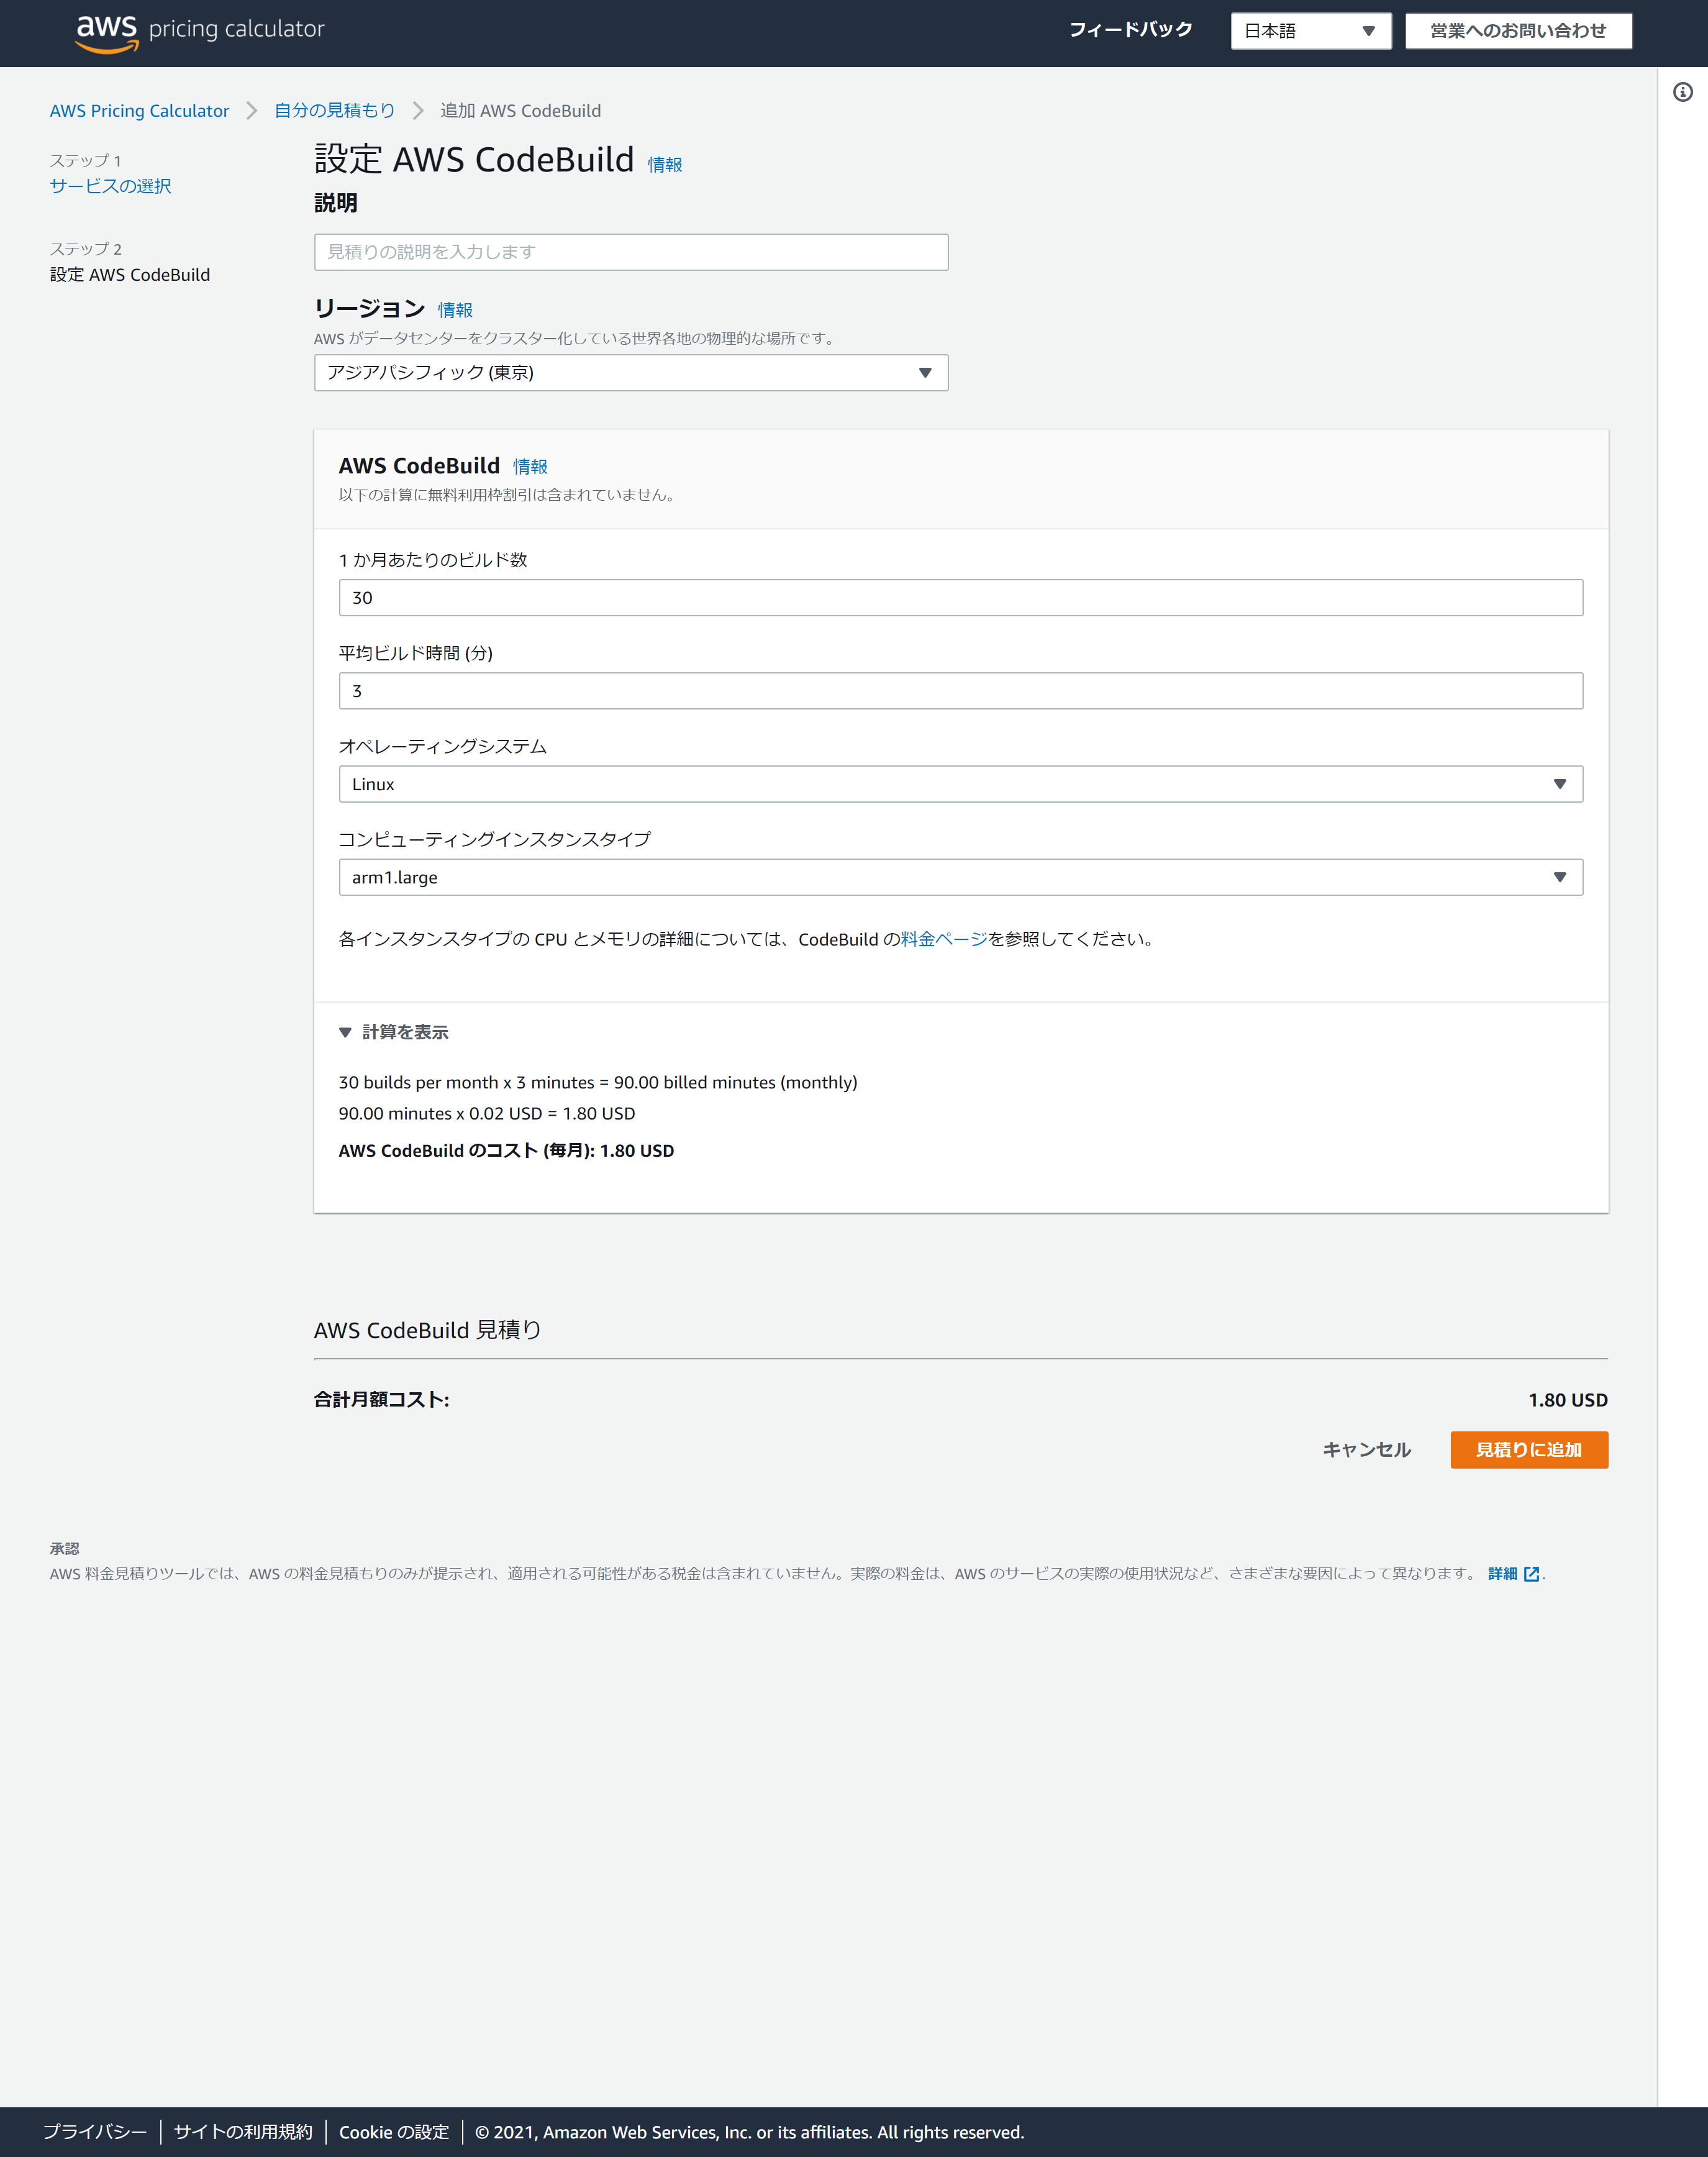 aws pricing calculator
フィードバック
日本語
営業へのお問い合わせ
AWS Pricing Calculator
自分の見積もり
追加 AWS CodeBuild
ステップ 1
サービスの選択
ステップ 2
設定 AWS CodeBuild
設定 AWS CodeBuild 情報
説明
見積りの説明を入力します
リージョン 情報
AWS がデータセンターをクラスター化している世界各地の物理的な場所です。
アジアパシフィック (東京)
AWS CodeBuild 情報
以下の計算に無料利用枠割引は含まれていません。
1 か月あたりのビルド数
30
平均ビルド時間 (分)
3
オペレーティングシステム
Linux
コンピューティングインスタンスタイプ
arm1.large
各インスタンスタイプの CPU とメモリの詳細については、CodeBuild の料金ページを参照してください。
計算を表示
30 builds per month x 3 minutes = 90.00 billed minutes (monthly)
90.00 minutes x 0.02 USD = 1.80 USD
AWS CodeBuild のコスト (毎月): 1.80 USD
AWS CodeBuild 見積り
合計月額コスト: 1.80 USD
キャンセル
見積りに追加
承認
AWS 料金見積りツールでは、AWS の料金見積もりのみが提示され、適用される可能性がある税金は含まれていません。実際の料金は、AWS のサービスの実際の使用状況など、さまざまな要因によって異なります。 詳細 .
プライバシー | サイトの利用規約 | Cookie の設定 | © 2021, Amazon Web Services, Inc. or its affiliates. All rights reserved.